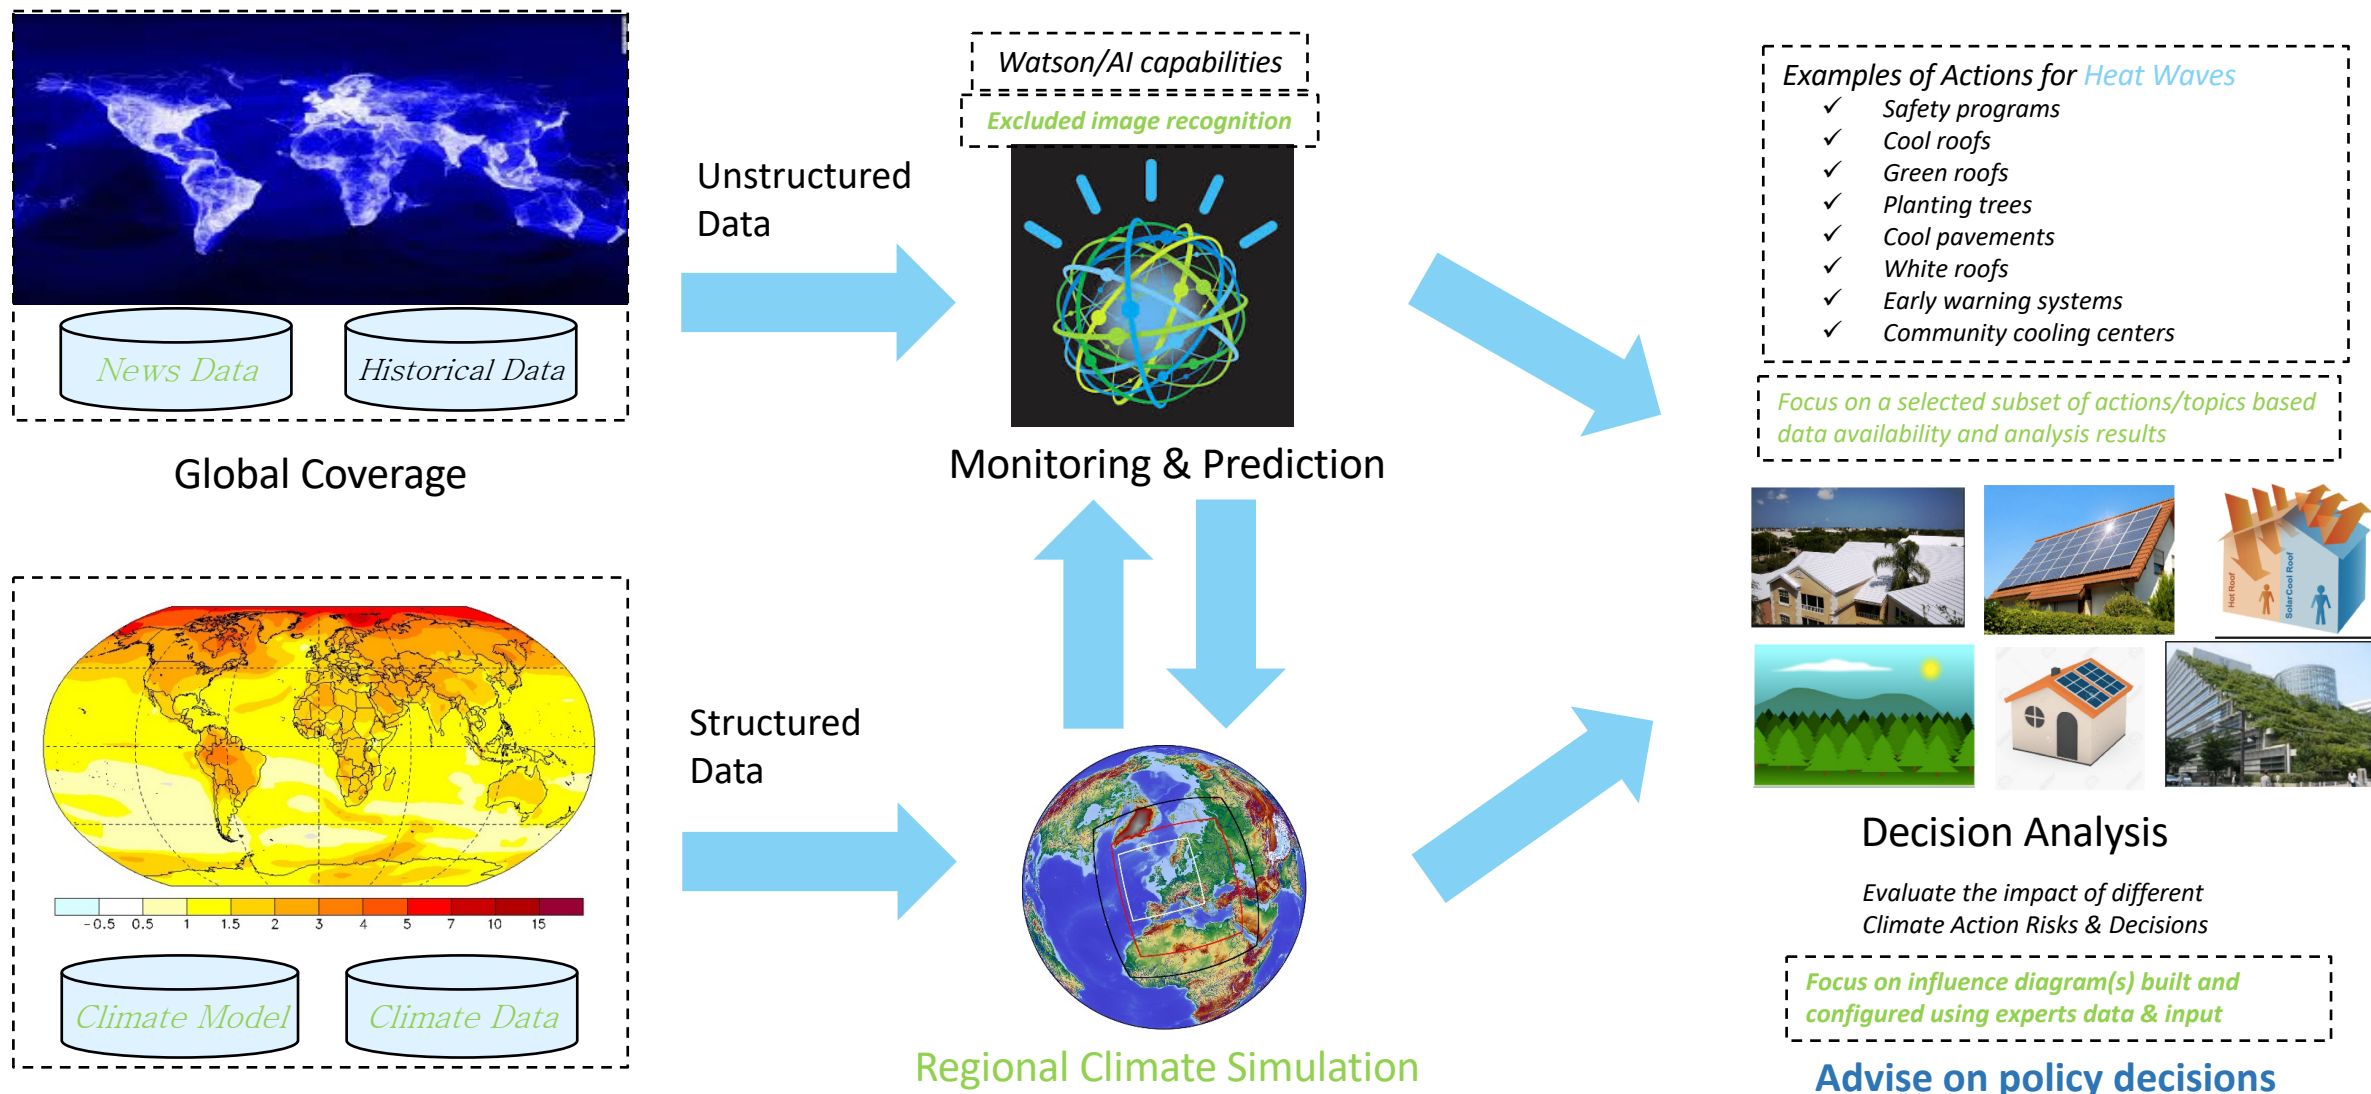 News Data
Historical Data
Global Coverage
-0.5 0.5 1 1.5 2 3 4 5 7 10 15
Climate Model
Climate Data
Unstructured
Data
Structured
Data
Watson/AI capabilities
Excluded image recognition
Monitoring & Prediction
Regional Climate Simulation
Examples of Actions for Heat Waves
✓ Safety programs
✓ Cool roofs
✓ Green roofs
✓ Planting trees
✓ Cool pavements
✓ White roofs
✓ Early warning systems
✓ Community cooling centers
Focus on a selected subset of actions/topics based
data availability and analysis results
Hot Roof
SolarCool Roof
Decision Analysis
Evaluate the impact of different
Climate Action Risks & Decisions
Focus on influence diagram(s) built and
configured using experts data & input
Advise on policy decisions